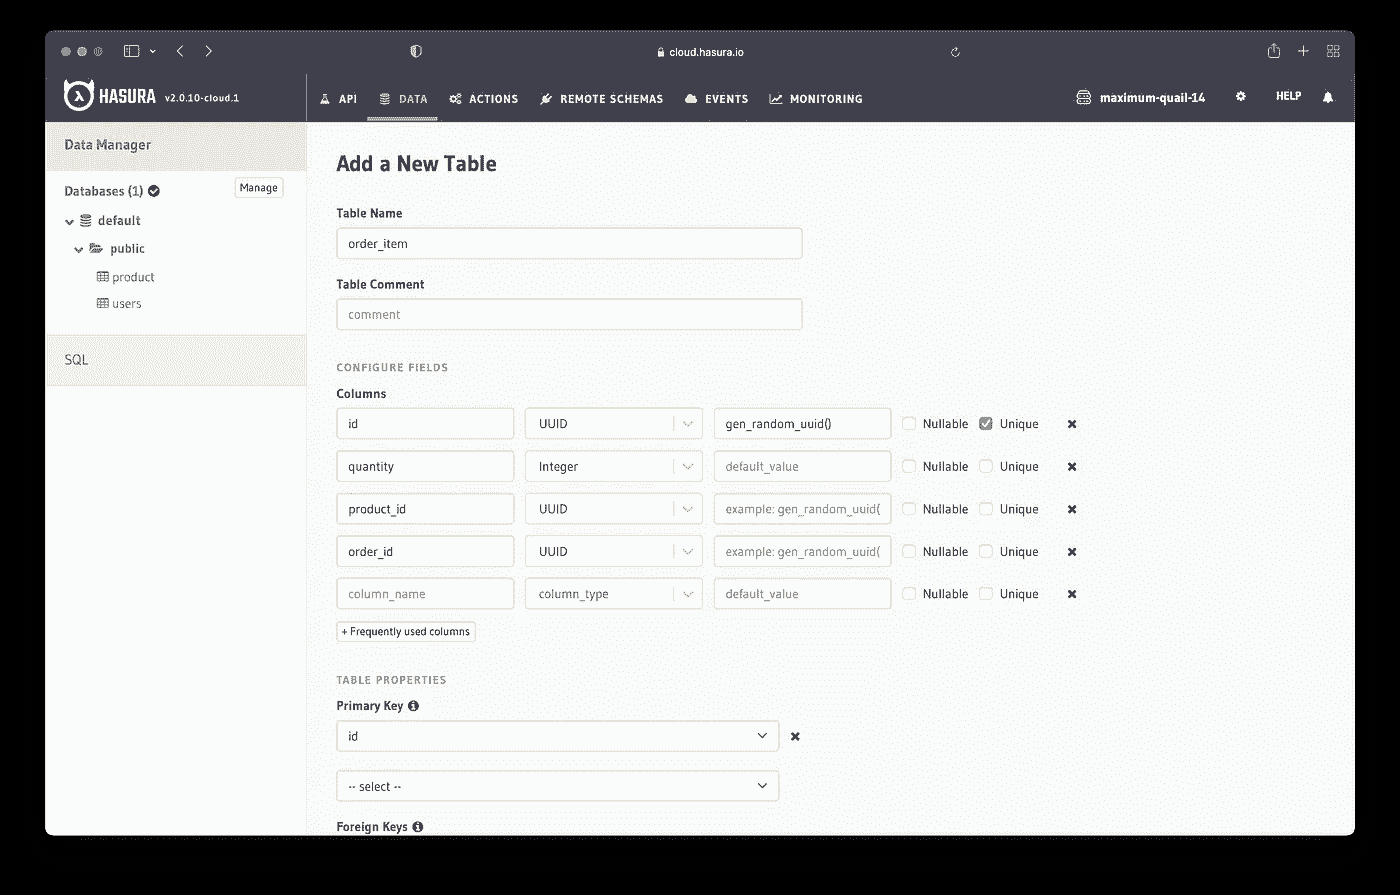 cloud.hasura.io
HASURA v2.0.10-cloud.1
API DATA ACTIONS REMOTE SCHEMAS EVENTS MONITORING
maximum-quail-14 HELP
Data Manager
Databases (1) Manage
default
public
product
users
SQL
Add a New Table
Table Name
order_item
Table Comment
comment
CONFIGURE FIELDS
Columns
id UUID gen_random_uuid() Nullable Unique
quantity Integer default_value Nullable Unique
product_id UUID example: gen_random_uuid( Nullable Unique
order_id UUID example: gen_random_uuid( Nullable Unique
column_name column_type default_value Nullable Unique
+ Frequently used columns
TABLE PROPERTIES
Primary Key
id
-- select --
Foreign Keys